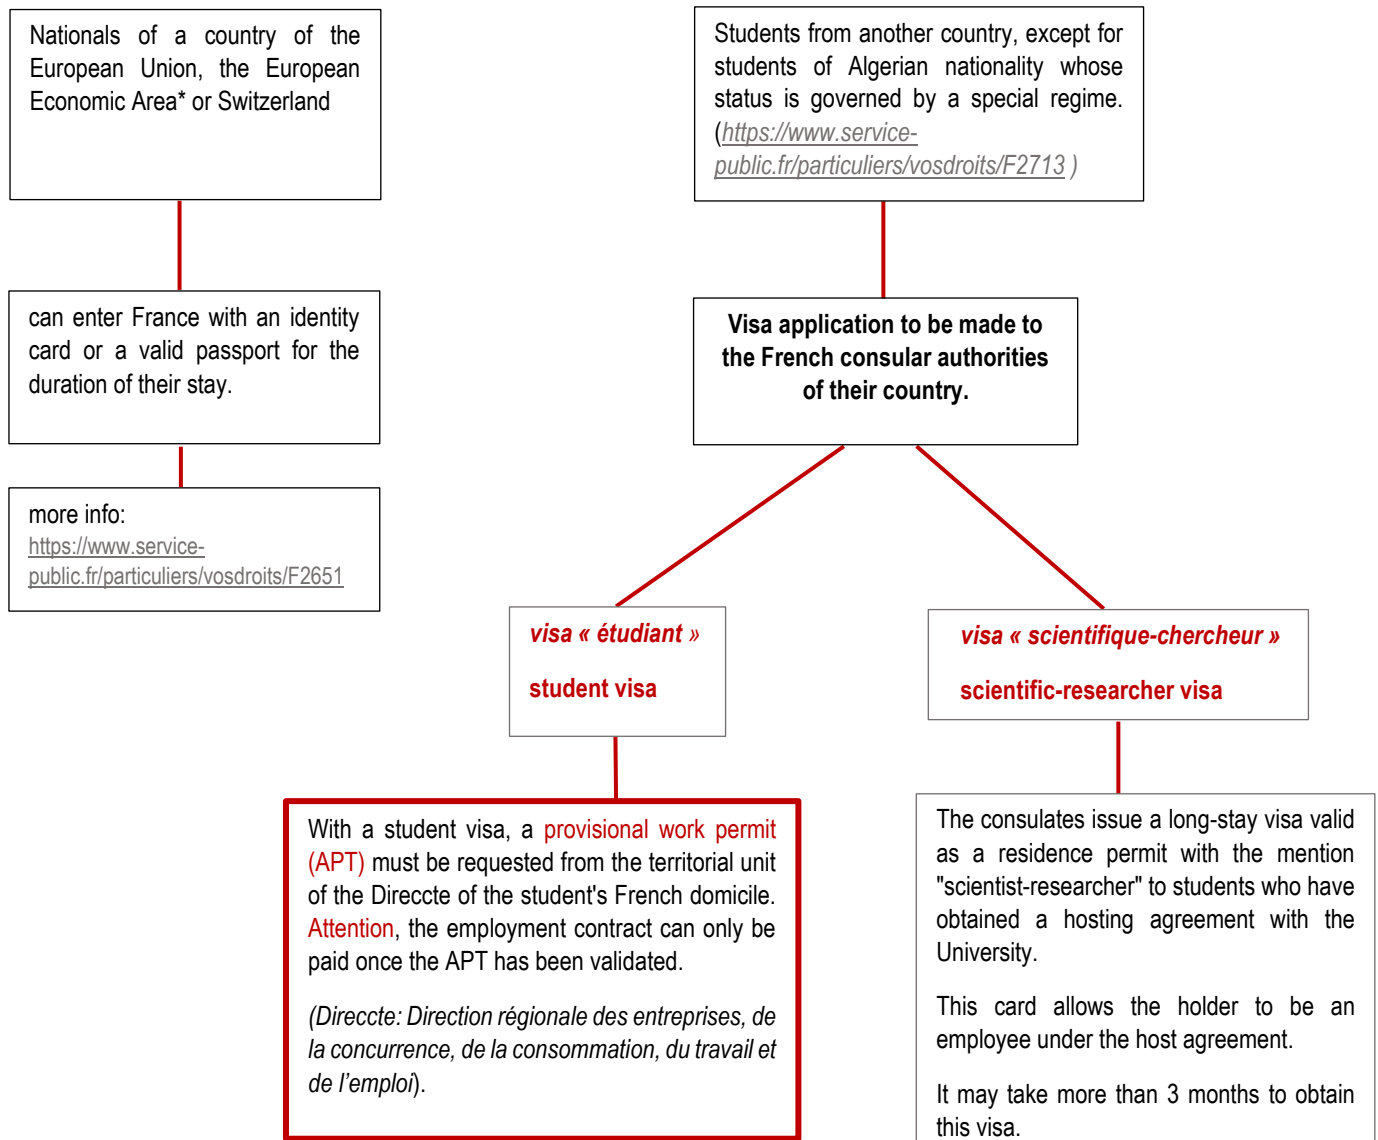 Nationals of a country of the
European Union, the European
Economic Area* or Switzerland
Students from another country, except for
students of Algerian nationality whose
status is governed by a special regime.
(https://www.service-
public.fr/particuliers/vosdroits/F2713 )
can enter France with an identity
card or a valid passport for the
duration of their stay.
Visa application to be made to
the French consular authorities
of their country.
more info:
https://www.service-
public.fr/particuliers/vosdroits/F2651
visa « étudiant »
student visa
visa « scientifique-chercheur »
scientific-researcher visa
With a student visa, a provisional work permit
(APT) must be requested from the territorial unit
of the Direccte of the student's French domicile.
Attention, the employment contract can only be
paid once the APT has been validated.
(Direccte: Direction régionale des entreprises, de
la concurrence, de la consommation, du travail et
de l’emploi).
The consulates issue a long-stay visa valid
as a residence permit with the mention
"scientist-researcher" to students who have
obtained a hosting agreement with the
University.
This card allows the holder to be an
employee under the host agreement.
It may take more than 3 months to obtain
this visa.